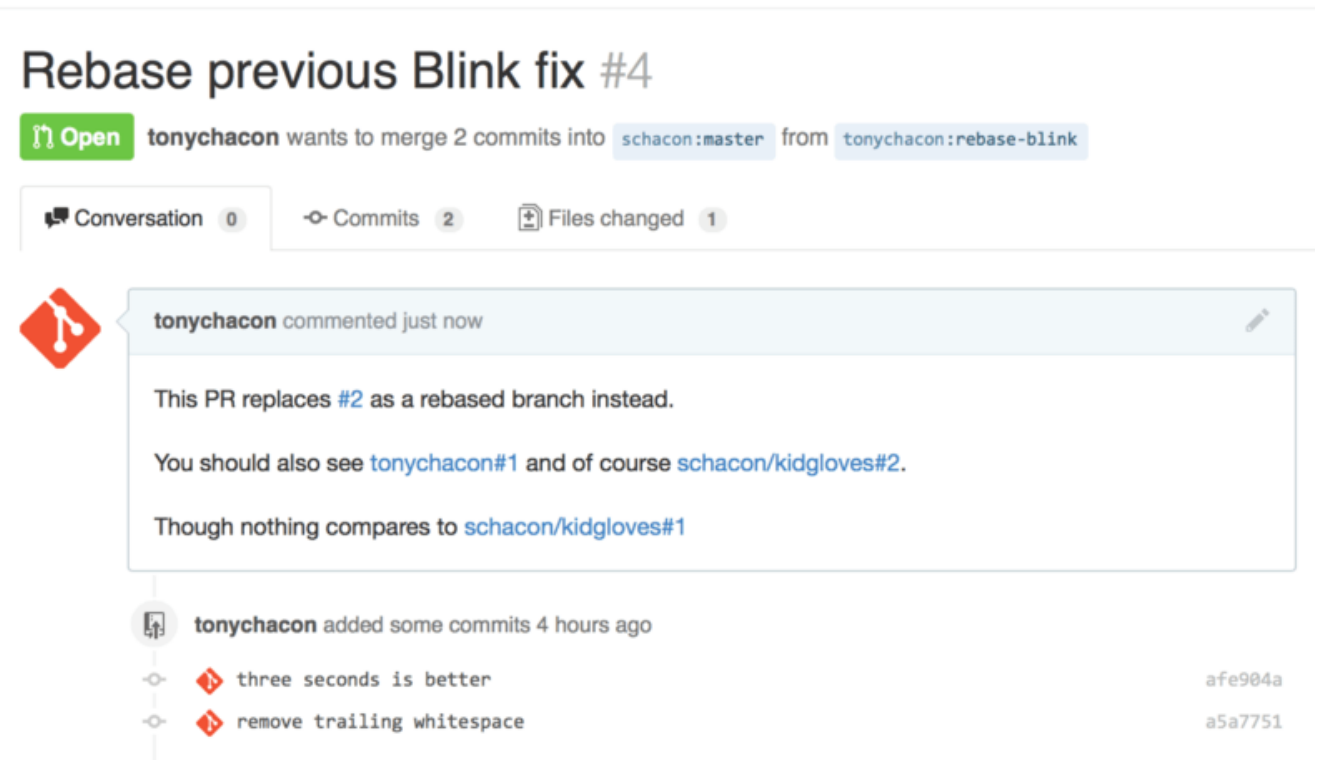 Rebase previous Blink fix #4
Open tonychacon wants to merge 2 commits into schacon:master from tonychacon:rebase-blink
Conversation 0 Commits 2 Files changed 1
tonychacon commented just now
This PR replaces #2 as a rebased branch instead.
You should also see tonychacon#1 and of course schacon/kidgloves#2.
Though nothing compares to schacon/kidgloves#1
tonychacon added some commits 4 hours ago
three seconds is better afe904a
remove trailing whitespace a5a7751